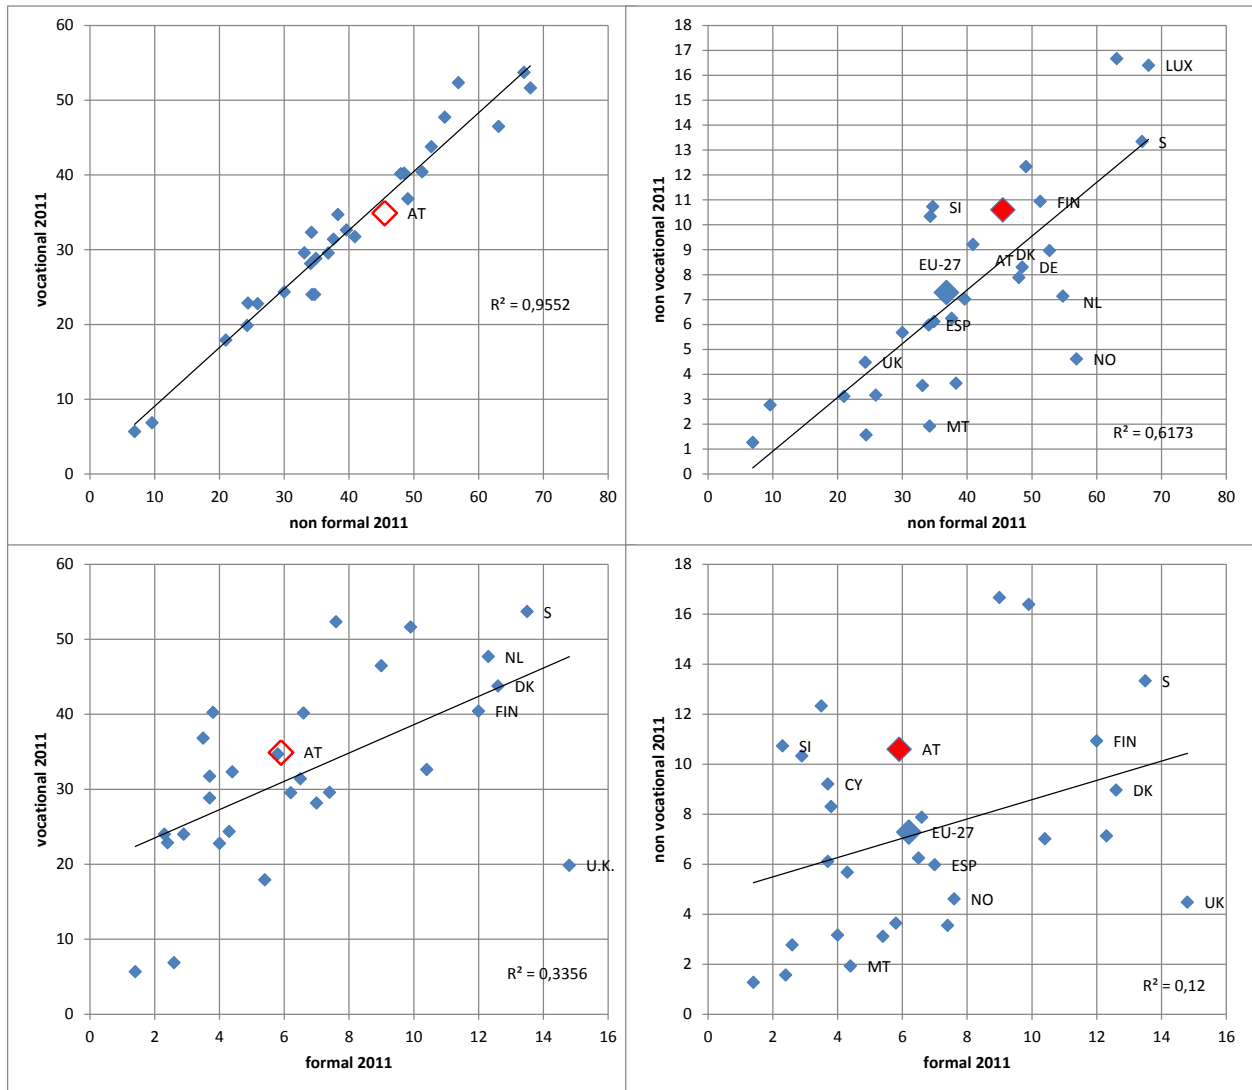 60
50
40
30
20
10
0
vocational 2011
AT
R² = 0,9552
0 10 20 30 40 50 60 70 80
non formal 2011
18
17
16
15
14
13
12
11
10
9
8
7
6
5
4
3
2
1
0
non vocational 2011
LUX
S
SI
FIN
DK
AT
DE
EU-27
NL
ESP
UK
NO
MT
R² = 0,6173
0 10 20 30 40 50 60 70 80
non formal 2011
60
50
40
30
20
10
0
vocational 2011
S
NL
DK
FIN
AT
U.K.
R² = 0,3356
0 2 4 6 8 10 12 14 16
formal 2011
18
16
14
12
10
8
6
4
2
0
non vocational 2011
S
SI
AT
FIN
CY
DK
EU-27
ESP
NO
UK
MT
R² = 0,12
0 2 4 6 8 10 12 14 16
formal 2011